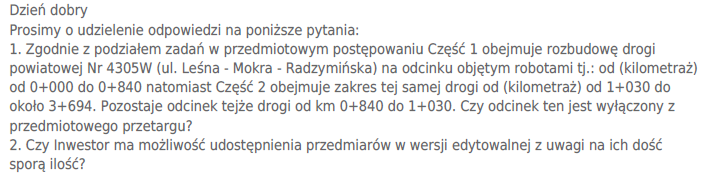 Dzień dobry
Prosimy o udzielenie odpowiedzi na poniższe pytania:
1. Zgodnie z podziałem zadań w przedmiotowym postępowaniu Część 1 obejmuje rozbudowę drogi
powiatowej Nr 4305W (ul. Leśna - Mokra - Radzymińska) na odcinku objętym robotami tj.: od (kilometraż)
od 0+000 do 0+840 natomiast Część 2 obejmuje zakres tej samej drogi od (kilometraż) od 1+030 do
około 3+694. Pozostaje odcinek tejże drogi od km 0+840 do 1+030. Czy odcinek ten jest wyłączony z
przedmiotowego przetargu?
2. Czy Inwestor ma możliwość udostępnienia przedmiarów w wersji edytowalnej z uwagi na ich dość
sporą ilość?